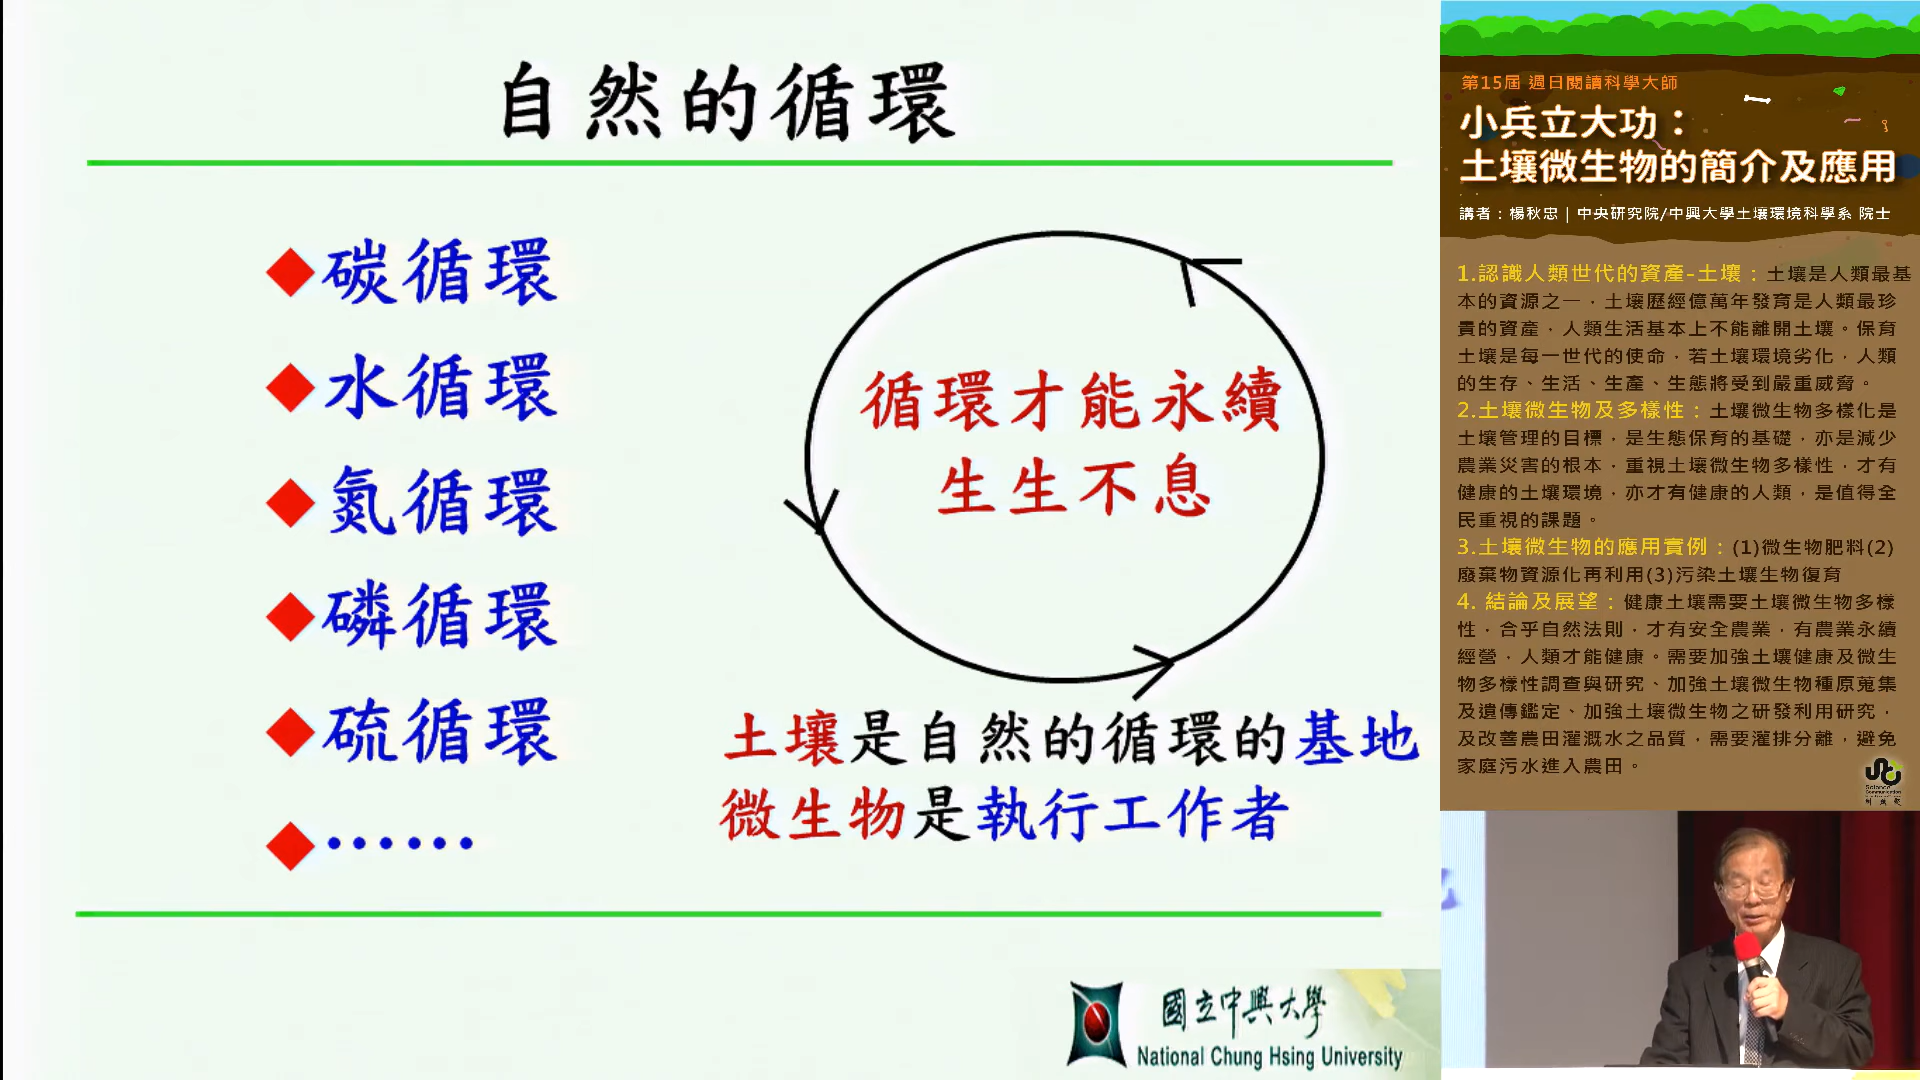 自然的循環
◆碳循環
◆水循環
◆氮循環
◆磷循環
◆硫循環
◆······
循環才能永續
生生不息
土壤是自然的循環的基地
微生物是執行工作者
國立中興大學
National Chung Hsing University
第15屆 週日閱讀科學大師
小兵立大功：
土壤微生物的簡介及應用
講者：楊秋忠 | 中央研究院/中興大學土壤環境科學系 院士
1.認識人類世代的資產-土壤：土壤是人類最基
本的資源之一，土壤歷經億萬年發育是人類最珍
貴的資產，人類生活基本上不能離開土壤。保育
土壤是每一世代的使命，若土壤環境劣化，人類
的生存、生活、生產、生態將受到嚴重威脅。
2.土壤微生物及多樣性：土壤微生物多樣化是
土壤管理的目標，是生態保育的基礎，亦是減少
農業災害的根本，重視土壤微生物多樣性，才有
健康的土壤環境，亦才有健康的人類，是值得全
民重視的課題。
3.土壤微生物的應用實例：(1)微生物肥料(2)
廢棄物資源化再利用(3)污染土壤生物復育
4. 結論及展望：健康土壤需要土壤微生物多樣
性，合乎自然法則，才有安全農業，有農業永續
經營，人類才能健康。需要加強土壤健康及微生
物多樣性調查與研究、加強土壤微生物種原蒐集
及遺傳鑑定、加強土壤微生物之研發利用研究，
及改善農田灌溉水之品質，需要灌排分離，避免
家庭污水進入農田。
Science
Communication